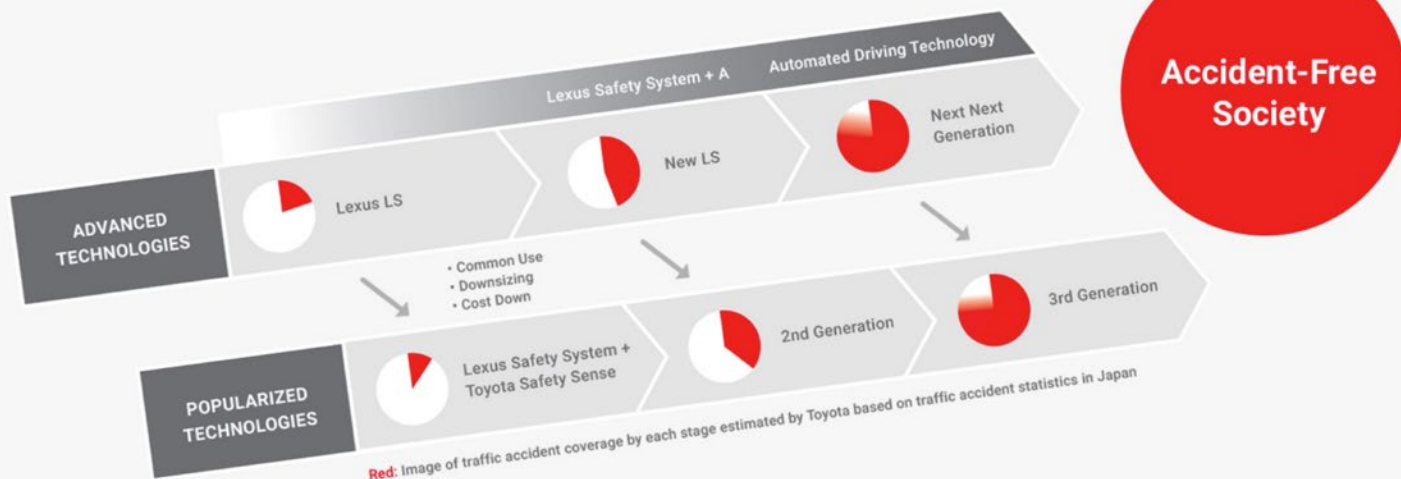 Accident-Free
Society
Lexus Safety System + A
Automated Driving Technology
ADVANCED
TECHNOLOGIES
Lexus LS
New LS
Next Next
Generation
• Common Use
• Downsizing
• Cost Down
POPULARIZED
TECHNOLOGIES
Lexus Safety System +
Toyota Safety Sense
2nd Generation
3rd Generation
Red: Image of traffic accident coverage by each stage estimated by Toyota based on traffic accident statistics in Japan